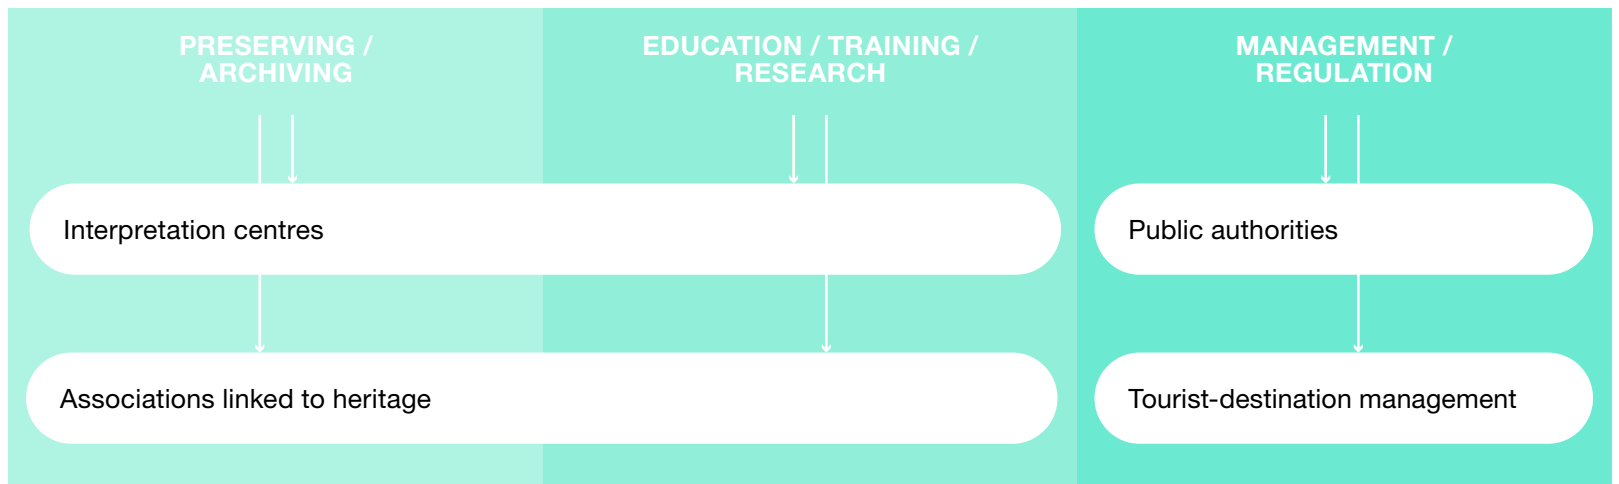 PRESERVING /
ARCHIVING
EDUCATION / TRAINING /
RESEARCH
MANAGEMENT /
REGULATION
Interpretation centres
Public authorities
Associations linked to heritage
Tourist-destination management